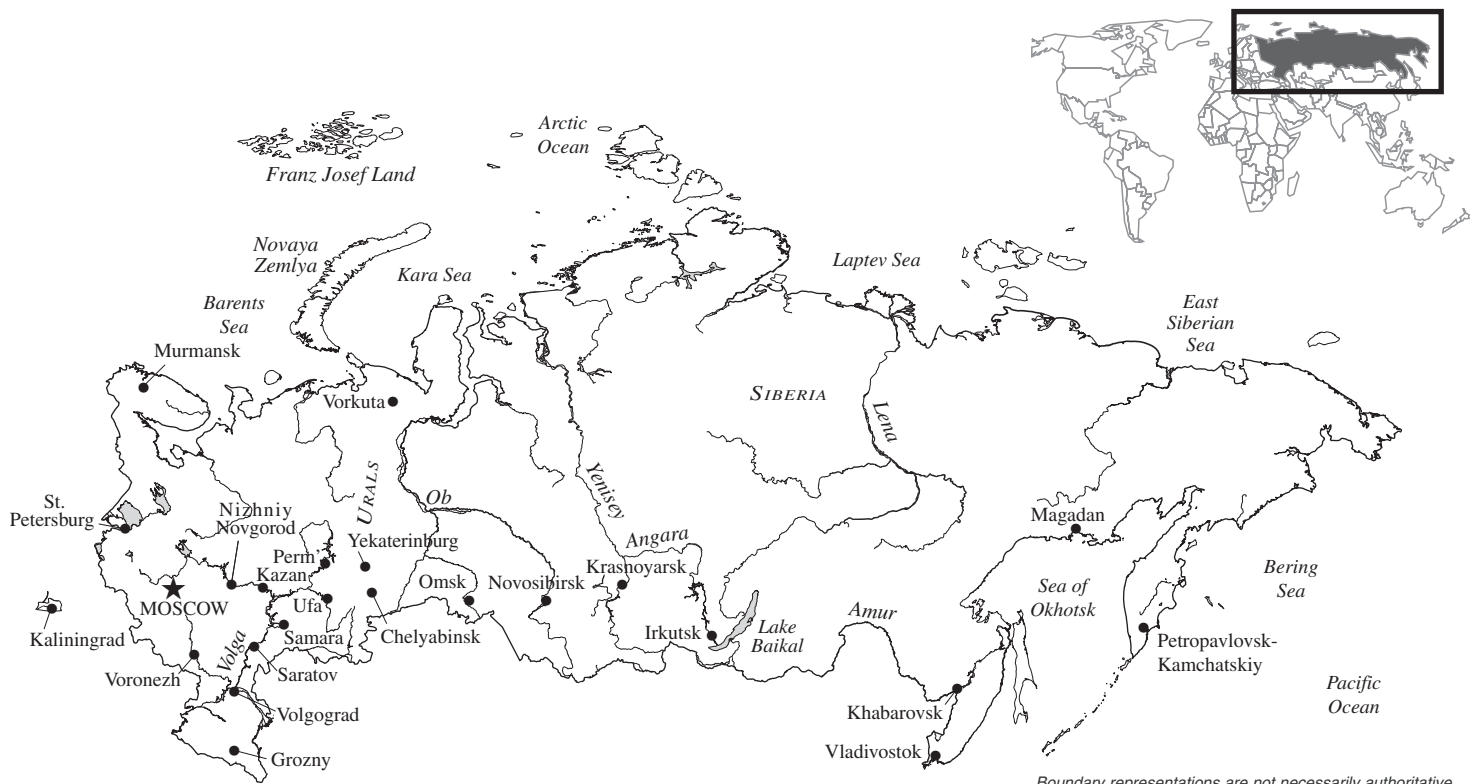 Arctic
Ocean
Franz Josef Land
Novaya
Zemlya
Kara Sea
Laptev Sea
Barents
Sea
East
Siberian
Sea
Murmansk
Vorkuta
SIBERIA
Lena
URALS
Ob
Yenisey
St.
Petersburg
Nizhniy
Novgorod
Yekaterinburg
Angara
Magadan
Perm'
Kazan
Omsk
Novosibirsk
Krasnoyarsk
Bering
Sea
Sea of
Okhotsk
MOSCOW
Ufa
Amur
Kaliningrad
Samara
Chelyabinsk
Irkutsk
Lake
Baikal
Petropavlovsk-
Kamchatskiy
Volga
Voronezh
Saratov
Pacific
Ocean
Volgograd
Khabarovsk
Grozny
Vladivostok
Boundary representations are not necessarily authoritative